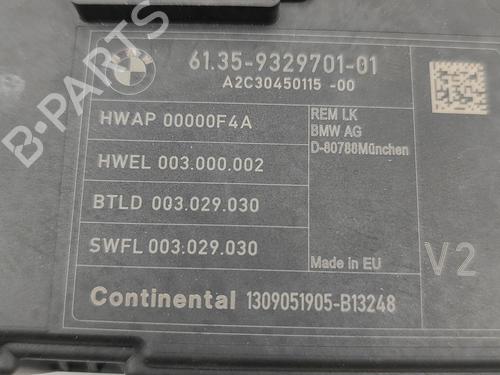 BMW
61.35-9329701-01
A2C30450115 -00
HWAP 00000F4A
HWEL 003.000.002
BTLD 003.029.030
SWFL 003.029.030
REM LK
BMW AG
D-80788München
Made in EU
V2
Continental 1309051905-B13248
B-PARTS